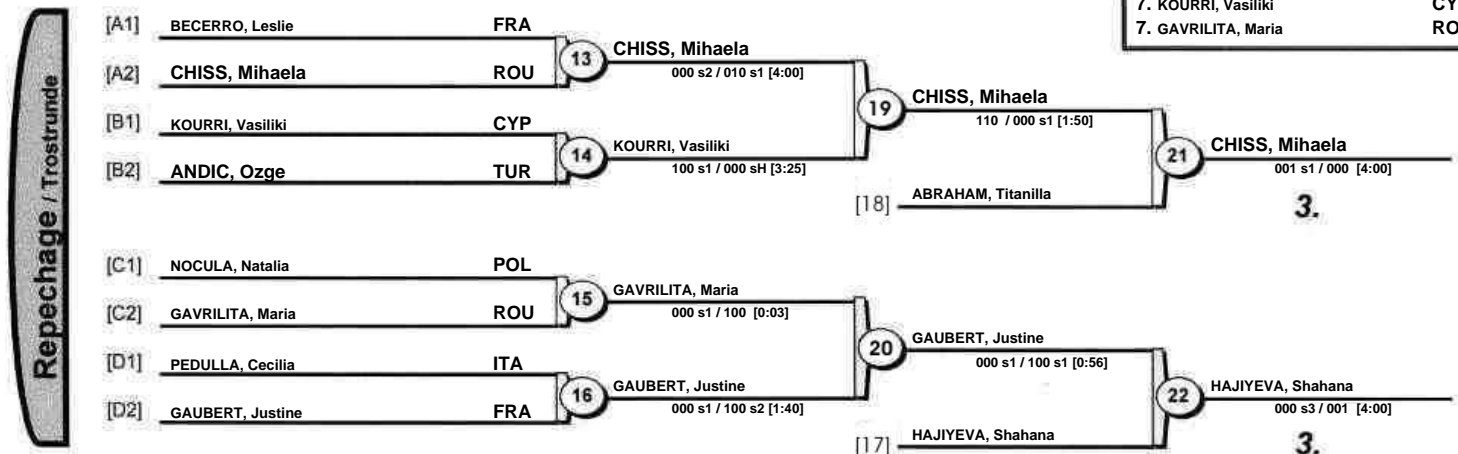 7. KOURRI, Vasiliki CY
7. GAVRILITA, Maria RO
Repechage / Trostrunde
[A1] BECERRO, Leslie FRA
13
CHISS, Mihaela
000 s2 / 010 s1 [4:00]
[A2] CHISS, Mihaela ROU
19
CHISS, Mihaela
110 / 000 s1 [1:50]
[B1] KOURRI, Vasiliki CYP
14
KOURRI, Vasiliki
100 s1 / 000 sH [3:25]
[B2] ANDIC, Ozge TUR
21
CHISS, Mihaela
001 s1 / 000 [4:00]
[18] ABRAHAM, Titanilla
3.
[C1] NOCULA, Natalia POL
15
GAVRILITA, Maria
000 s1 / 100 [0:03]
[C2] GAVRILITA, Maria ROU
20
GAUBERT, Justine
000 s1 / 100 s1 [0:56]
[D1] PEDULLA, Cecilia ITA
16
GAUBERT, Justine
000 s1 / 100 s2 [1:40]
[D2] GAUBERT, Justine FRA
22
HAJIYEVA, Shahana
000 s3 / 001 [4:00]
[17] HAJIYEVA, Shahana
3.